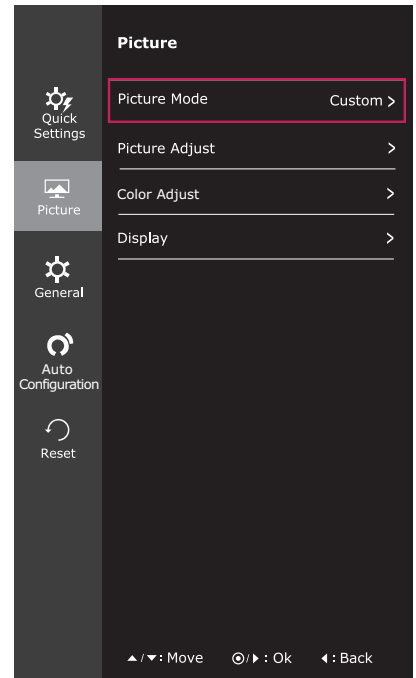 Picture
Quick
Settings
Picture
General
Auto
Configuration
Reset
Picture Mode Custom >
Picture Adjust >
Color Adjust >
Display >
▲/▼: Move ◉/▶ : Ok ◀ : Back